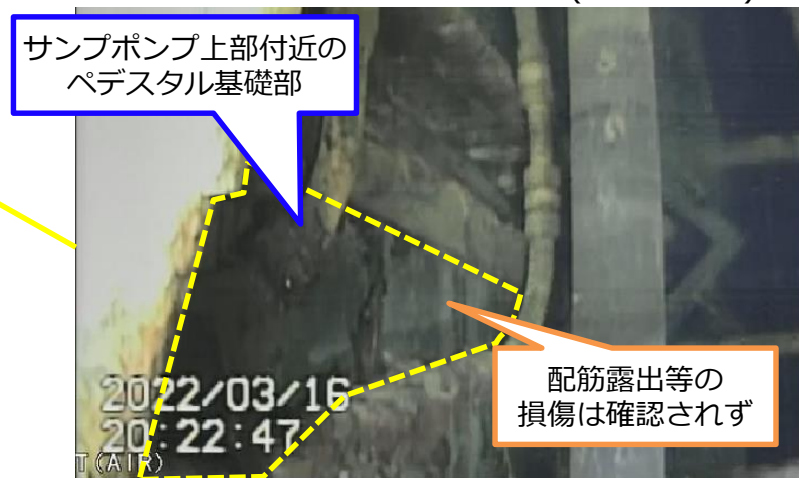 サンプポンプ上部付近の
ペデスタル基礎部
配筋露出等の
損傷は確認されず
2022/03/16
20:22:47
T(AIR)